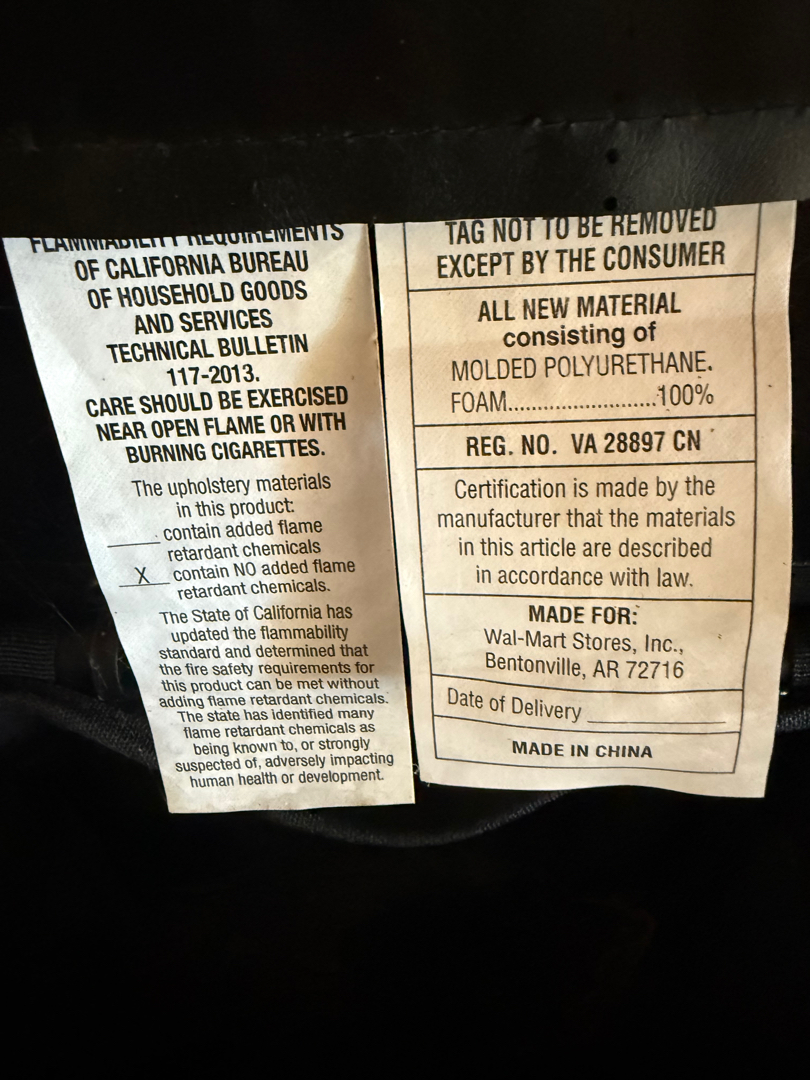 FLAMMABILITY REQUIREMENTS
OF CALIFORNIA BUREAU
OF HOUSEHOLD GOODS
AND SERVICES
TECHNICAL BULLETIN
117-2013.
CARE SHOULD BE EXERCISED
NEAR OPEN FLAME OR WITH
BURNING CIGARETTES.
The upholstery materials
in this product:
_____ contain added flame
retardant chemicals
__X__ contain NO added flame
retardant chemicals.
The State of California has
updated the flammability
standard and determined that
the fire safety requirements for
this product can be met without
adding flame retardant chemicals.
The state has identified many
flame retardant chemicals as
being known to, or strongly
suspected of, adversely impacting
human health or development.
TAG NOT TO BE REMOVED
EXCEPT BY THE CONSUMER
ALL NEW MATERIAL
consisting of
MOLDED POLYURETHANE.
FOAM.........................100%
REG. NO. VA 28897 CN
Certification is made by the
manufacturer that the materials
in this article are described
in accordance with law.
MADE FOR:
Wal-Mart Stores, Inc.,
Bentonville, AR 72716
Date of Delivery ____________
MADE IN CHINA